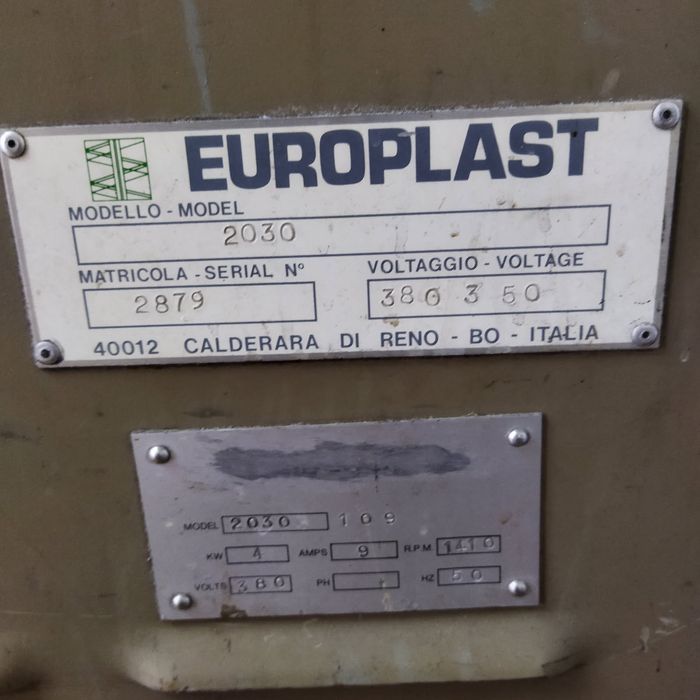 EUROPLAST
MODELLO - MODEL
2030
MATRICOLA - SERIAL Nº VOLTAGGIO - VOLTAGE
2879 380 3 50
40012 CALDERARA DI RENO - BO - ITALIA
MODEL 2030 109
KW 4 AMPS 9 R.P.M 1410
VOLTS 380 PH HZ 50